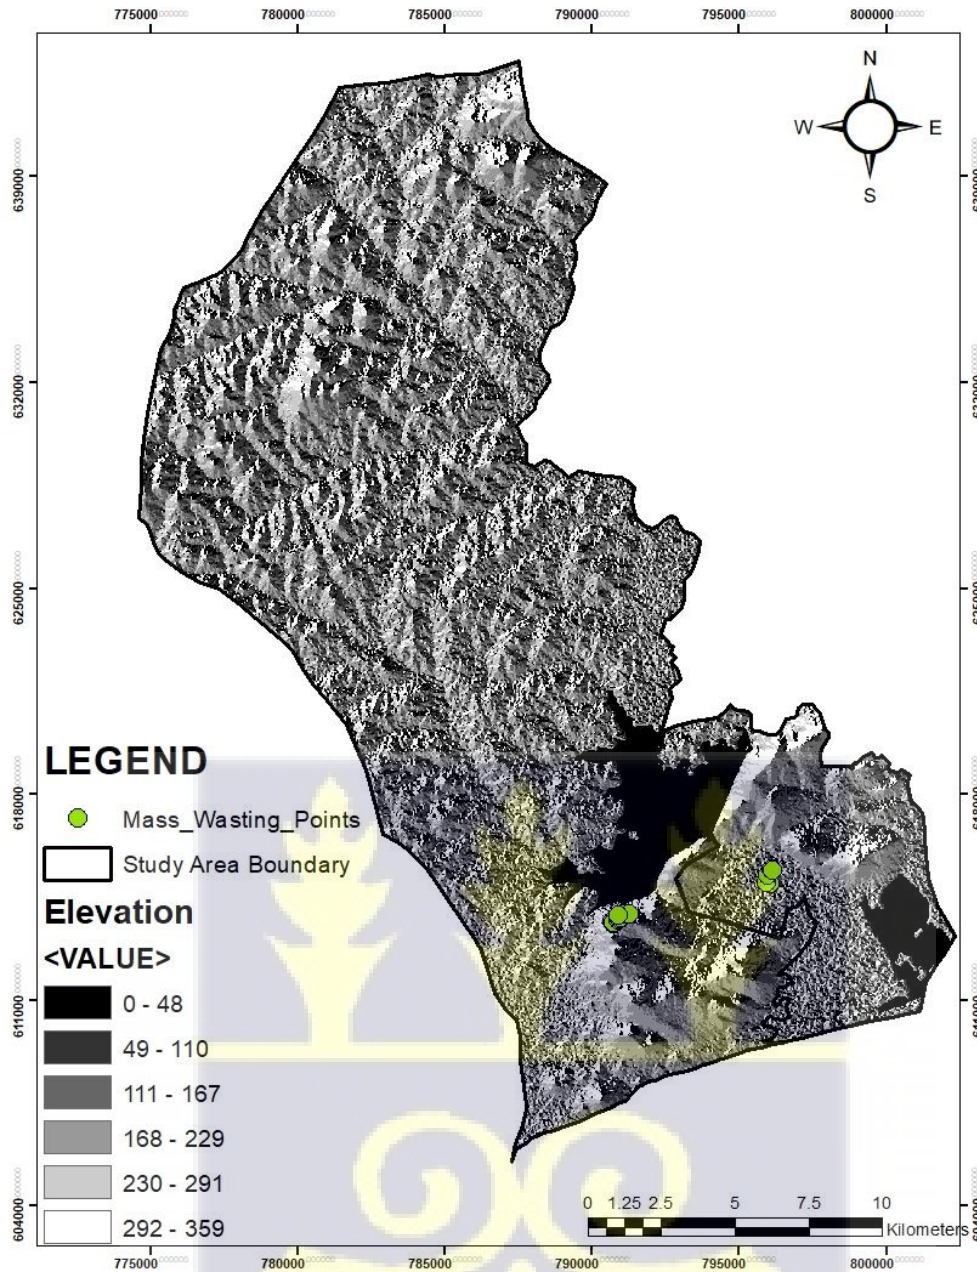 775000 780000 785000 790000 795000 800000
N
W E
S
639000
632000
625000
618000
611000
604000
LEGEND
Mass_Wasting_Points
Study Area Boundary
Elevation
<VALUE>
0 - 48
49 - 110
111 - 167
168 - 229
230 - 291
292 - 359
0 1.25 2.5 5 7.5 10
Kilometers
775000 780000 785000 790000 795000 800000